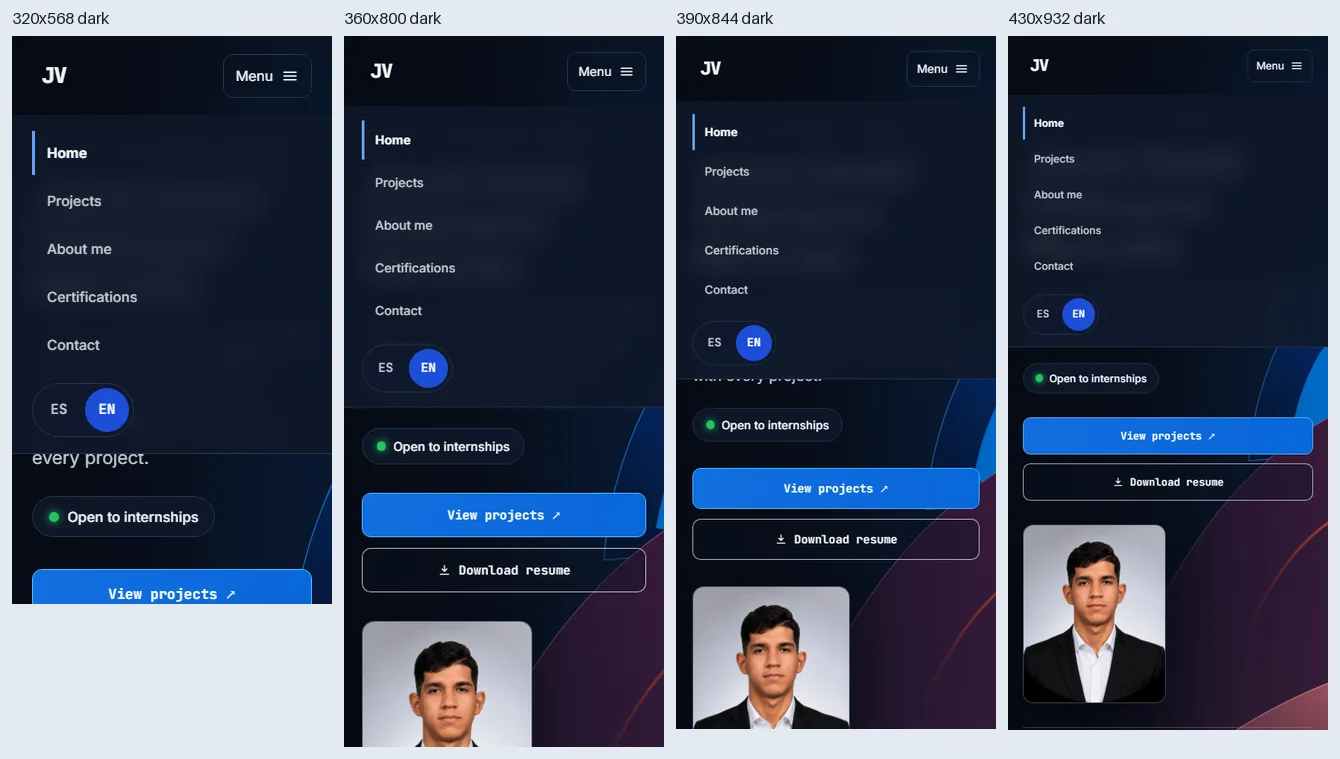 320x568 dark
JV
Menu
Home
Projects
About me
Certifications
Contact
ES
EN
every project.
Open to internships
View projects ↗
360x800 dark
JV
Menu
Home
Projects
About me
Certifications
Contact
ES
EN
Open to internships
View projects ↗
Download resume
390x844 dark
JV
Menu
Home
Projects
About me
Certifications
Contact
ES
EN
with every project.
Open to internships
View projects ↗
Download resume
430x932 dark
JV
Menu
Home
Projects
About me
Certifications
Contact
ES
EN
Open to internships
View projects ↗
Download resume